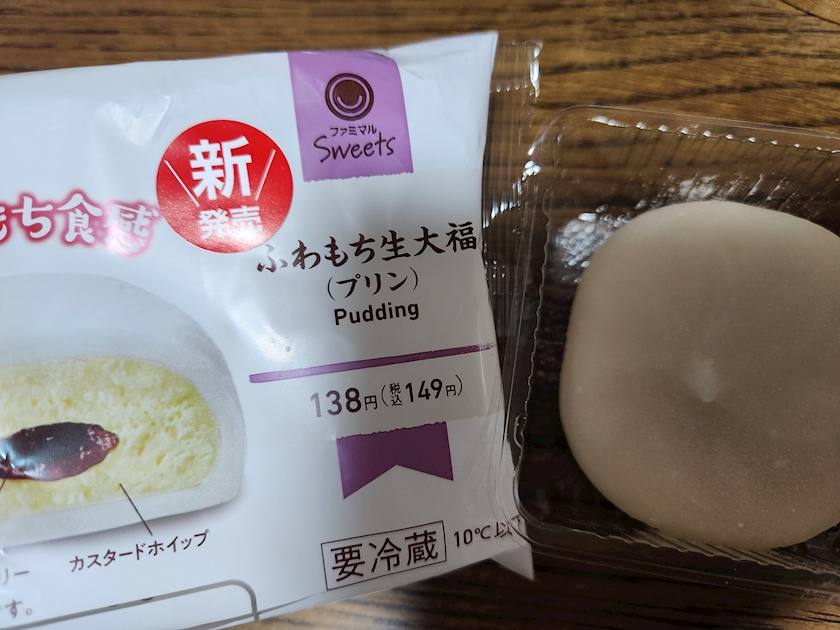 ファミマル
Sweets
新
発売
もち食感
ふわもち生大福
(プリン)
Pudding
138円(税込149円)
カスタードホイップ
リー
す。
要冷蔵 10℃以下